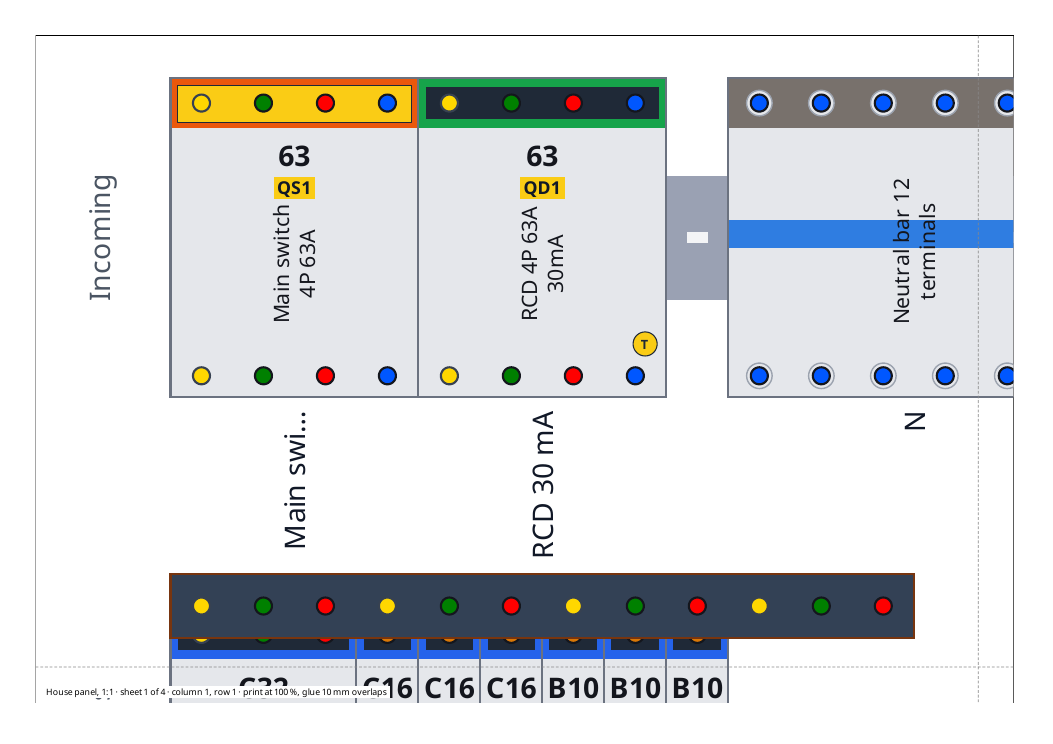 Incoming
63
QS1
Main switch
4P 63A
63
QD1
RCD 4P 63A
30mA
T
Neutral bar 12
terminals
Main swi...
RCD 30 mA
N
C16
C16
C16
B10
B10
B10
House panel, 1:1 · sheet 1 of 4 · column 1, row 1 · print at 100 %, glue 10 mm overlaps